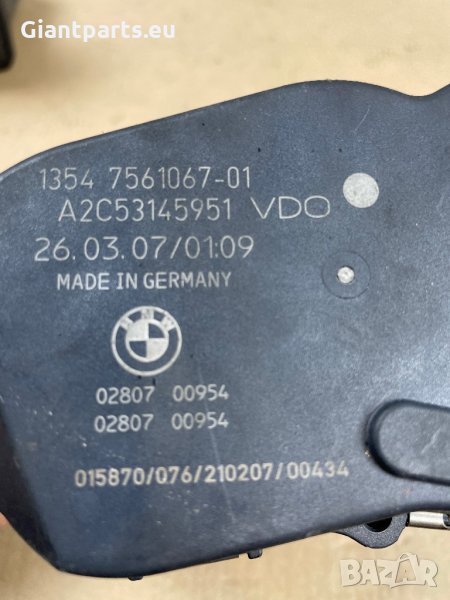 Giantparts.eu
1354 7561067-01
A2C53145951 VDO
26.03.07/01:09
MADE IN GERMANY
BMW
02807 00954
02807 00954
015870/076/210207/00434
BAZAR